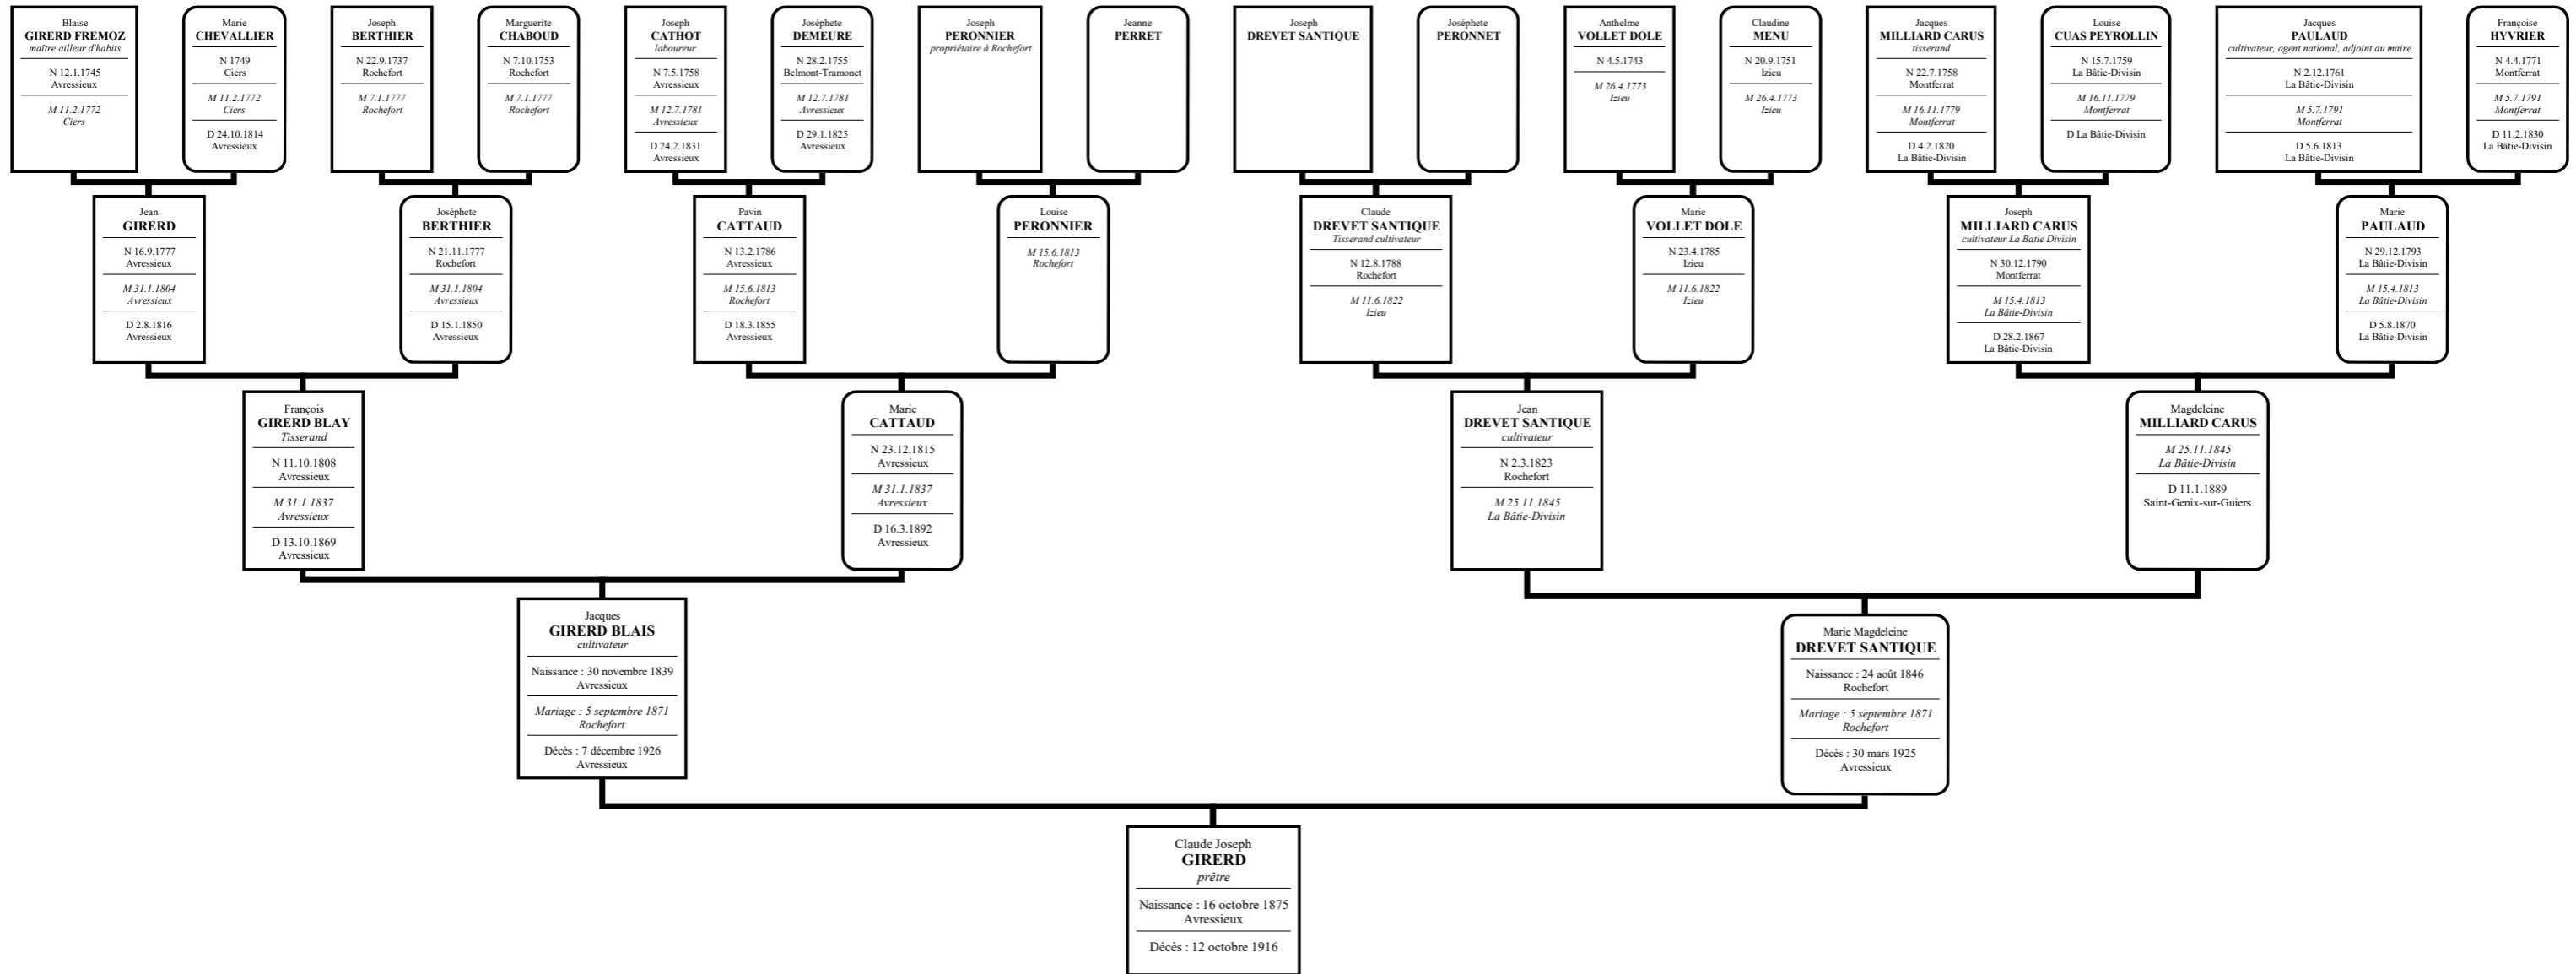 Blaise
GIRERD FREMOZ
maître ailleur d'habits
N 12.1.1745
Avressieux
M 11.2.1772
Ciers
Marie
CHEVALLIER
N 1749
Ciers
M 11.2.1772
Ciers
D 24.10.1814
Avressieux
Joseph
BERTHIER
N 22.9.1737
Rochefort
M 7.1.1777
Rochefort
Marguerite
CHABOUD
N 7.10.1753
Rochefort
M 7.1.1777
Rochefort
Joseph
CATHOT
laboureur
N 7.5.1758
Avressieux
M 12.7.1781
Avressieux
D 24.2.1831
Avressieux
Joséphete
DEMEURE
N 28.2.1755
Belmont-Tramonet
M 12.7.1781
Avressieux
D 29.1.1825
Avressieux
Joseph
PERONNIER
propriétaire à Rochefort
Jeanne
PERRET
Joseph
DREVET SANTIQUE
Joséphete
PERONNET
Anthelme
VOLLET DOLE
N 4.5.1743
M 26.4.1773
Izieu
Claudine
MENU
N 20.9.1751
Izieu
M 26.4.1773
Izieu
Jacques
MILLIARD CARUS
tisserand
N 22.7.1758
Montferrat
M 16.11.1779
Montferrat
D 4.2.1820
La Bâtie-Divisin
Louise
CUAS PEYROLLIN
N 15.7.1759
La Bâtie-Divisin
M 16.11.1779
Montferrat
D La Bâtie-Divisin
Jacques
PAULAUD
cultivateur, agent national, adjoint au maire
N 2.12.1761
La Bâtie-Divisin
M 5.7.1791
Montferrat
D 5.6.1813
La Bâtie-Divisin
Françoise
HYVRIER
N 4.4.1771
Montferrat
M 5.7.1791
Montferrat
D 11.2.1830
La Bâtie-Divisin
Jean
GIRERD
N 16.9.1777
Avressieux
M 31.1.1804
Avressieux
D 2.8.1816
Avressieux
Joséphete
BERTHIER
N 21.11.1777
Rochefort
M 31.1.1804
Avressieux
D 15.1.1850
Avressieux
Pavin
CATTAUD
N 13.2.1786
Avressieux
M 15.6.1813
Rochefort
D 18.3.1855
Avressieux
Louise
PERONNIER
M 15.6.1813
Rochefort
Claude
DREVET SANTIQUE
Tisserand cultivateur
N 12.8.1788
Rochefort
M 11.6.1822
Izieu
Marie
VOLLET DOLE
N 23.4.1785
Izieu
M 11.6.1822
Izieu
Joseph
MILLIARD CARUS
cultivateur La Batie Divisin
N 30.12.1790
Montferrat
M 15.4.1813
La Bâtie-Divisin
D 28.2.1867
La Bâtie-Divisin
Marie
PAULAUD
N 29.12.1793
La Bâtie-Divisin
M 15.4.1813
La Bâtie-Divisin
D 5.8.1870
La Bâtie-Divisin
François
GIRERD BLAY
Tisserand
N 11.10.1808
Avressieux
M 31.1.1837
Avressieux
D 13.10.1869
Avressieux
Marie
CATTAUD
N 23.12.1815
Avressieux
M 31.1.1837
Avressieux
D 16.3.1892
Avressieux
Jean
DREVET SANTIQUE
cultivateur
N 2.3.1823
Rochefort
M 25.11.1845
La Bâtie-Divisin
Magdeleine
MILLIARD CARUS
M 25.11.1845
La Bâtie-Divisin
D 11.1.1889
Saint-Genix-sur-Guiers
Jacques
GIRERD BLAIS
cultivateur
Naissance : 30 novembre 1839
Avressieux
Mariage : 5 septembre 1871
Rochefort
Décès : 7 décembre 1926
Avressieux
Marie Magdeleine
DREVET SANTIQUE
Naissance : 24 août 1846
Rochefort
Mariage : 5 septembre 1871
Rochefort
Décès : 30 mars 1925
Avressieux
Claude Joseph
GIRERD
prêtre
Naissance : 16 octobre 1875
Avressieux
Décès : 12 octobre 1916